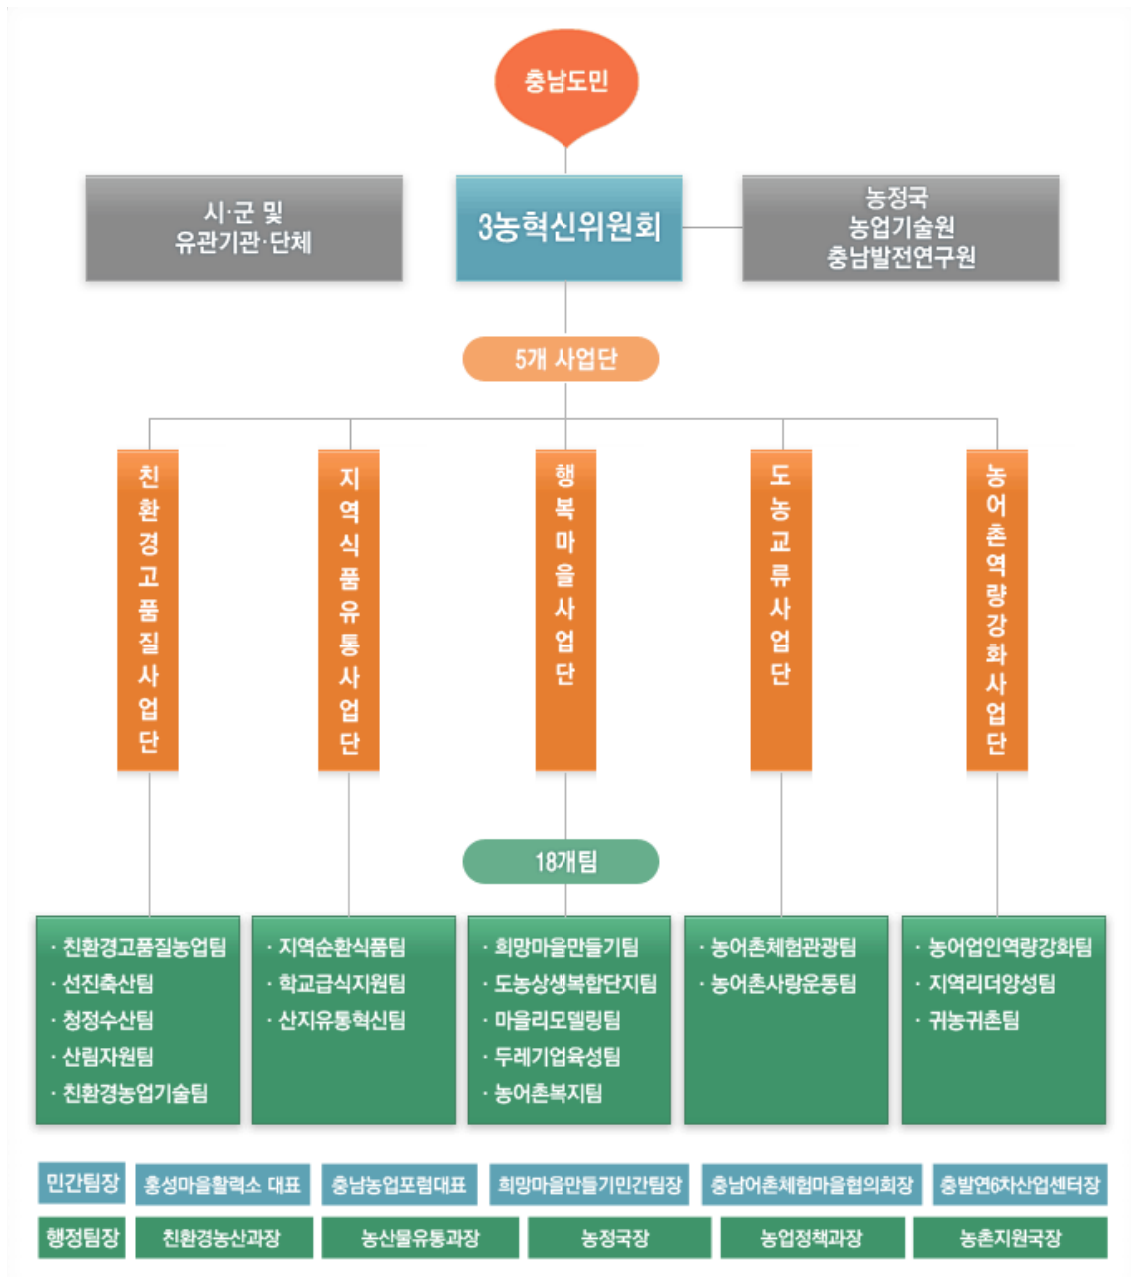 충남도민
시·군 및
유관기관·단체
3농혁신위원회
농정국
농업기술원
충남발전연구원
5개 사업단
친환경고품질사업단
지역식품유통사업단
행복마을사업단
도농교류사업단
농어촌역량강화사업단
18개팀
· 친환경고품질농업팀
· 선진축산팀
· 청정수산팀
· 산림자원팀
· 친환경농업기술팀
· 지역순환식품팀
· 학교급식지원팀
· 산지유통혁신팀
· 희망마을만들기팀
· 도농상생복합단지팀
· 마을리모델링팀
· 두레기업육성팀
· 농어촌복지팀
· 농어촌체험관광팀
· 농어촌사랑운동팀
· 농어업인역량강화팀
· 지역리더양성팀
· 귀농귀촌팀
민간팀장 홍성마을활력소 대표 충남농업포럼대표 희망마을만들기민간팀장 충남어촌체험마을협의회장 충발연6차산업센터장
행정팀장 친환경농산과장 농산물유통과장 농정국장 농업정책과장 농촌지원국장